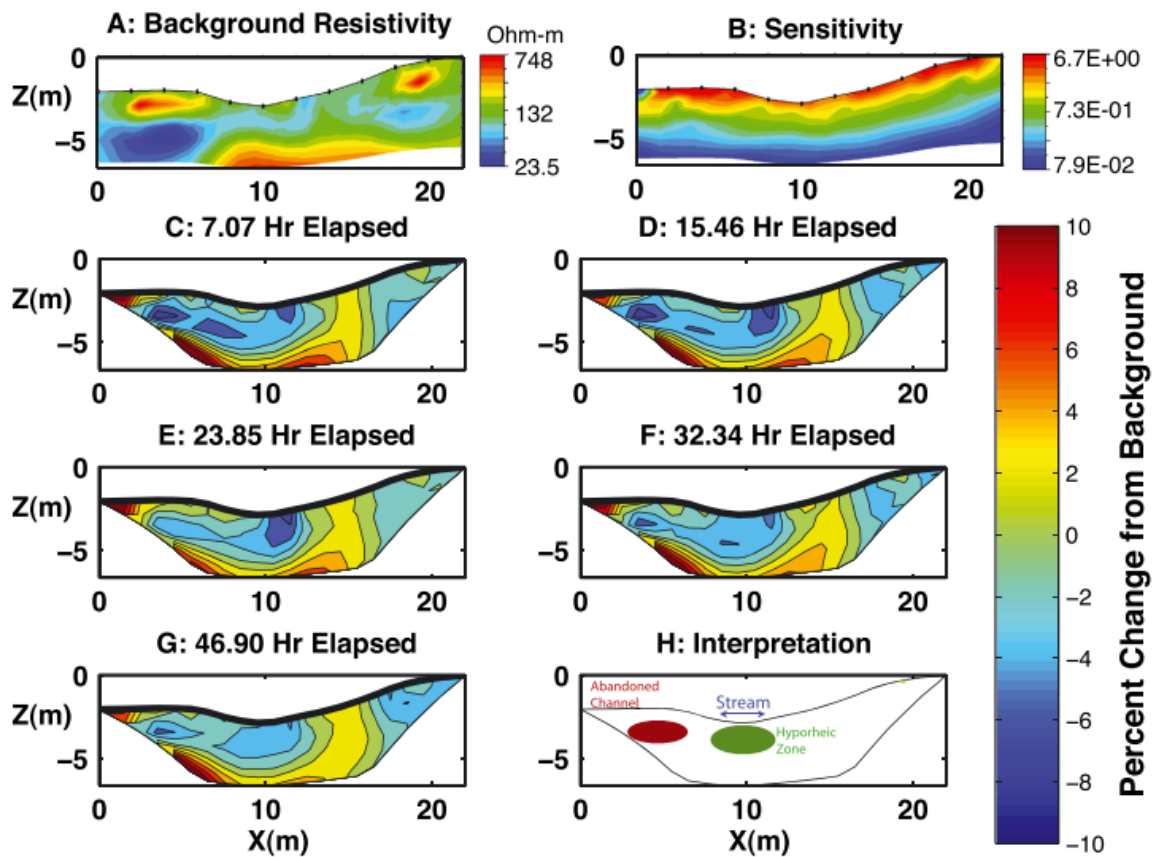 A: Background Resistivity
Ohm-m
B: Sensitivity
0
Z(m)
−5
0
10
20
748
132
23.5
0
−5
0
10
20
6.7E+00
7.3E-01
7.9E-02
C: 7.07 Hr Elapsed
0
Z(m)
−5
0
10
20
D: 15.46 Hr Elapsed
0
−5
0
10
20
E: 23.85 Hr Elapsed
0
Z(m)
−5
0
10
20
F: 32.34 Hr Elapsed
0
−5
0
10
20
G: 46.90 Hr Elapsed
0
Z(m)
−5
0
10
20
X(m)
H: Interpretation
0
−5
Abandoned
Channel
Stream
Hyporheic
Zone
0
10
20
X(m)
10
8
6
4
2
0
−2
−4
−6
−8
−10
Percent Change from Background